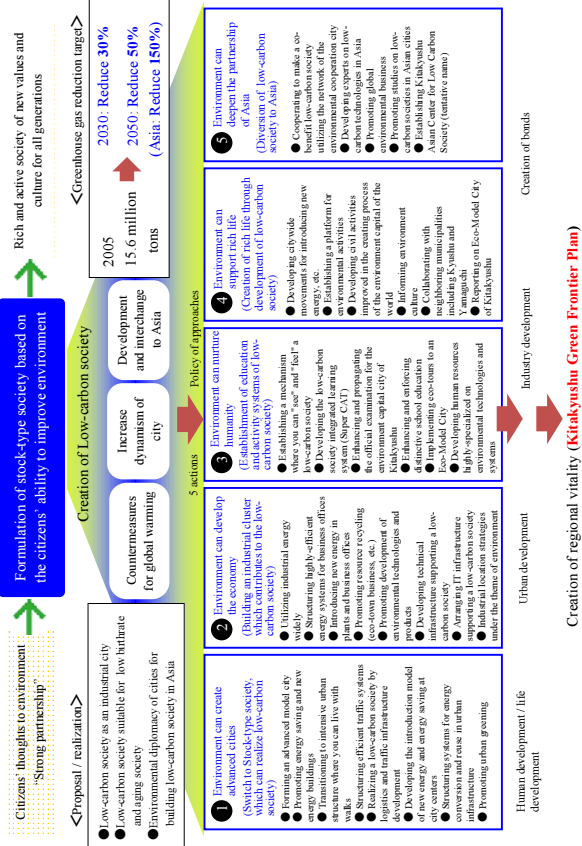 Citizens' thoughts to environment
"Strong partnership"
Formulation of stock-type society based on
the citizens' ability to improve environment
Rich and active society of new values and
culture for all generations
Creation of Low-carbon society
<Proposal / realization>
●Low-carbon society as an industrial city
●Low-carbon society suitable for low birthrate
and aging society
●Environmental diplomacy of cities for
building low-carbon society in Asia
Countermeasures
for global warming
Increase
dynamism of
city
Development
and interchange
to Asia
<Greenhouse gas reduction target>
2005
15.6 million
tons
2030: Reduce 30%
2050: Reduce 50%
(Asia: Reduce 150%)
5 actions
Policy of approaches
1 Environment can create
advanced cities
(Switch to Stock-type society,
which can realize low-carbon
society)
● Forming an advanced model city
● Promoting energy saving and new
energy buildings
● Transitioning to intensive urban
structure where you can live with
walks
● Structuring efficient traffic systems
● Realizing a low-carbon society by
logistics and traffic infrastructure
development
● Developing the introduction model
of new energy and energy saving at
city centers
● Structuring systems for energy
conversion and reuse in urban
infrastructure
● Promoting urban greening
2 Environment can develop
the economy
(Building an industrial cluster
which contributes to the low-
carbon society)
● Utilizing industrial energy
widely
● Structuring highly-efficient
energy systems for business offices
● Introducing new energy in
plants and business offices
● Promoting resource recycling
(eco-town business, etc.)
● Promoting development of
environmental technologies and
products
● Developing technical
infrastructure supporting a low-
carbon society
● Arranging IT infrastructure
supporting a low-carbon society
● Industrial location strategies
under the theme of environment
3 Environment can nurture
humanity
(Establishment of education
and activity systems of low-
carbon society)
● Establishing a mechanism
where you can "see" and "feel" a
low-carbon society
● Developing the low-carbon
society integrated learning
system (Super CAT)
● Enhancing and propagating
the official examination for the
environment capital city of
Kitakyushu
● Enhancing and enforcing
distinctive school education
● Implementing eco-tours to an
Eco-Model City
● Developing human resources
highly-specialized on
environmental technologies and
systems
4 Environment can
support rich life
(Creation of rich life through
development of low-carbon
society)
● Developing citywide
movements for introducing new
energy, etc.
● Establishing a platform for
environmental activities
● Developing civil activities
improved in the creating process
of the environment capital of the
world
● Informing environment
culture
● Collaborating with
neighboring municipalities
including Kyushu and
Yamaguchi
● Reporting on Eco-Model City
of Kitakyushu
5 Environment can
deepen the partnership
of Asia
(Diversion of low-carbon
society to Asia)
● Cooperating to make a co-
benefit low-carbon society
utilizing the network of the
environmental cooperation city
● Developing experts on low-
carbon technologies in Asia
● Promoting global
environmental business
● Promoting studies on low-
carbon societies in Asian cities
● Establishing Kitakyushu
Asian Center for Low Carbon
Society (tentative name)
Human development / life
development
Urban development
Industry development
Creation of bonds
Creation of regional vitality (Kitakyushu Green Frontier Plan)